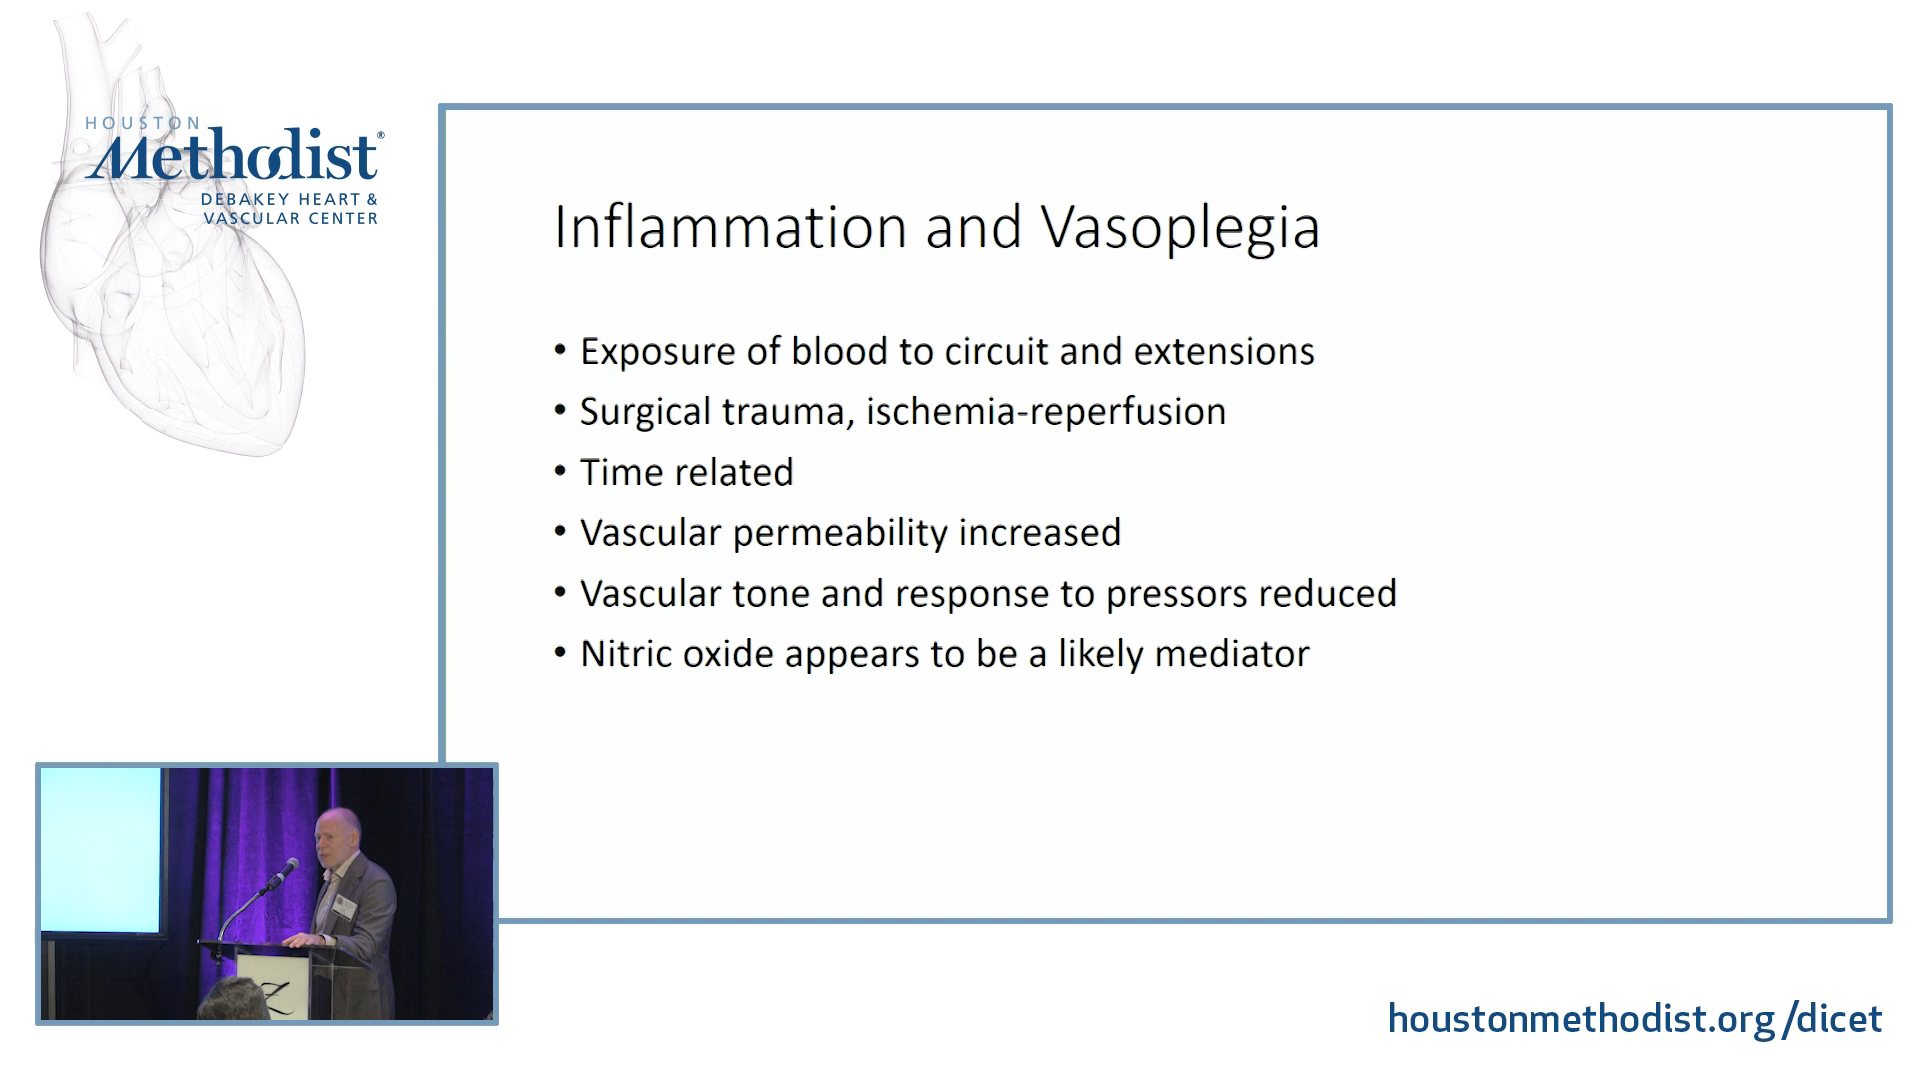 HOUSTON
Methodist®
DEBAKEY HEART &
VASCULAR CENTER
Inflammation and Vasoplegia
• Exposure of blood to circuit and extensions
• Surgical trauma, ischemia-reperfusion
• Time related
• Vascular permeability increased
• Vascular tone and response to pressors reduced
• Nitric oxide appears to be a likely mediator
Z
houstonmethodist.org/dicet